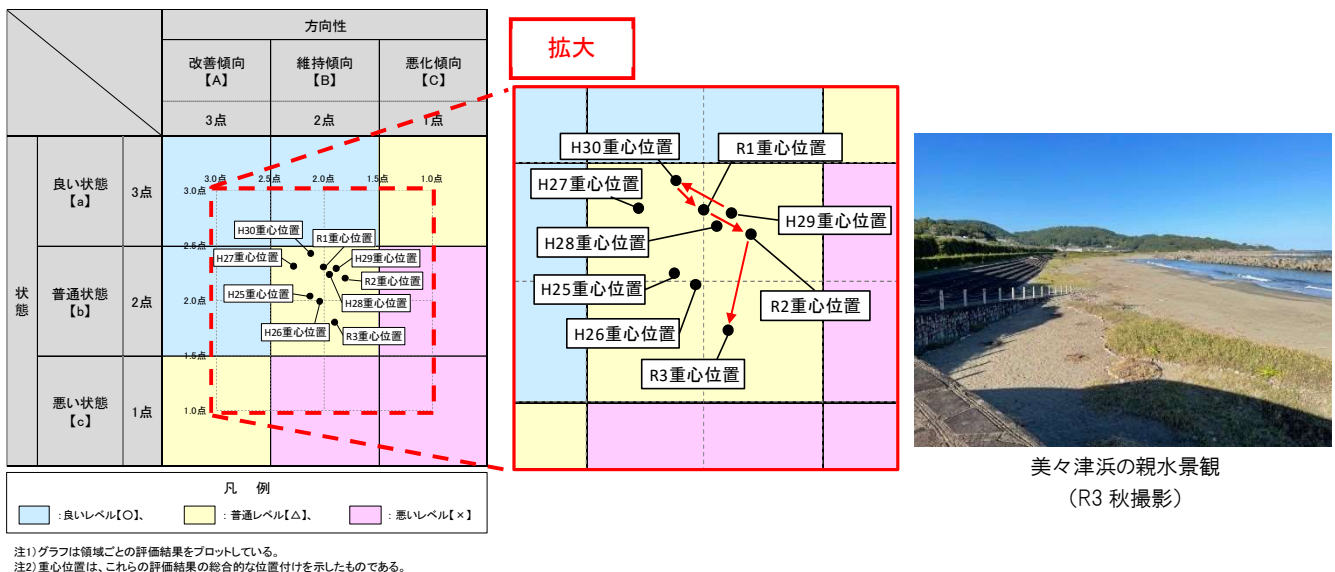 方向性
改善傾向
【A】
維持傾向
【B】
悪化傾向
【C】
3点
2点
1点
状態
良い状態
【a】
3点
普通状態
【b】
2点
悪い状態
【c】
1点
3.0点
2.5点
2.0点
1.5点
1.0点
3.0点
2.5点
2.0点
1.5点
1.0点
H30重心位置
R1重心位置
H27重心位置
H29重心位置
R2重心位置
H25重心位置
H28重心位置
H26重心位置
R3重心位置
凡 例
:良いレベル【○】、
:普通レベル【△】、
:悪いレベル【×】
注1)グラフは領域ごとの評価結果をプロットしている。
注2)重心位置は、これらの評価結果の総合的な位置付けを示したものである。
拡大
H30重心位置
R1重心位置
H27重心位置
H29重心位置
H28重心位置
H25重心位置
R2重心位置
H26重心位置
R3重心位置
美々津浜の親水景観
(R3 秋撮影)